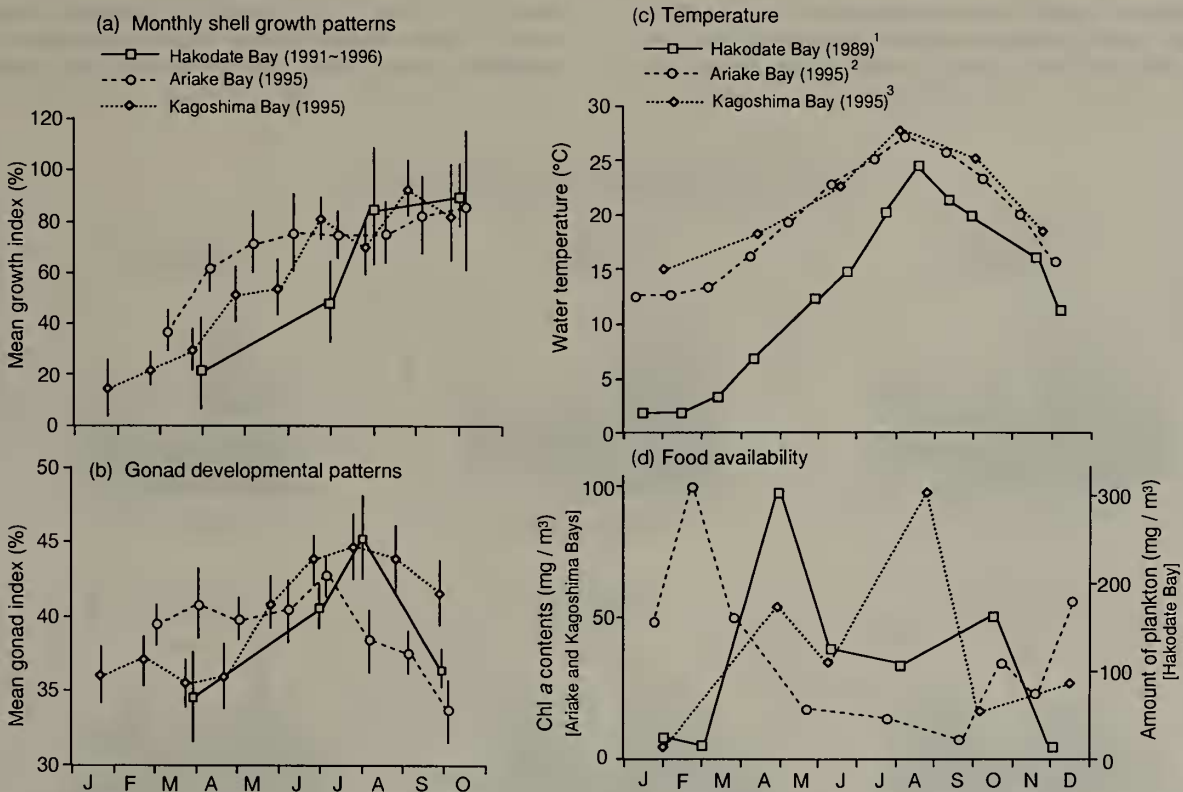 (a) Monthly shell growth patterns
Hakodate Bay (1991~1996)
Ariake Bay (1995)
Kagoshima Bay (1995)
120
100
80
60
40
20
0
Mean growth index (%)
(b) Gonad developmental patterns
50
45
40
35
30
Mean gonad index (%)
J F M A M J J A S O
(c) Temperature
Hakodate Bay (1989)1
Ariake Bay (1995)2
Kagoshima Bay (1995)3
30
25
20
15
10
5
0
Water temperature (°C)
(d) Food availability
100
50
0
Chl a contents (mg / m³)
[Ariake and Kagoshima Bays]
300
200
100
0
Amount of plankton (mg / m³)
[Hakodate Bay]
J F M A M J J A S O N D